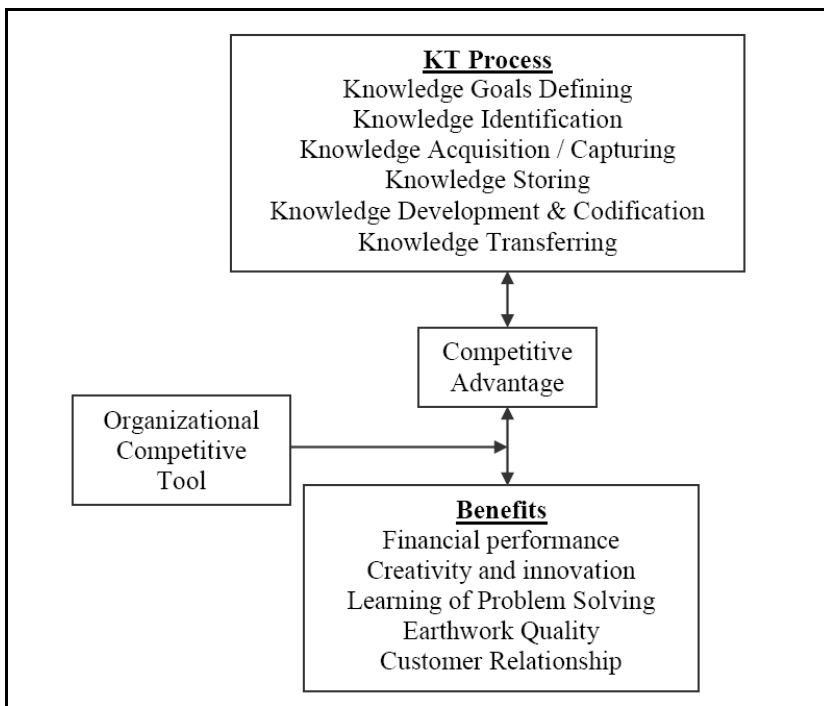 KT Process
Knowledge Goals Defining
Knowledge Identification
Knowledge Acquisition / Capturing
Knowledge Storing
Knowledge Development & Codification
Knowledge Transferring
Competitive
Advantage
Organizational
Competitive
Tool
Benefits
Financial performance
Creativity and innovation
Learning of Problem Solving
Earthwork Quality
Customer Relationship